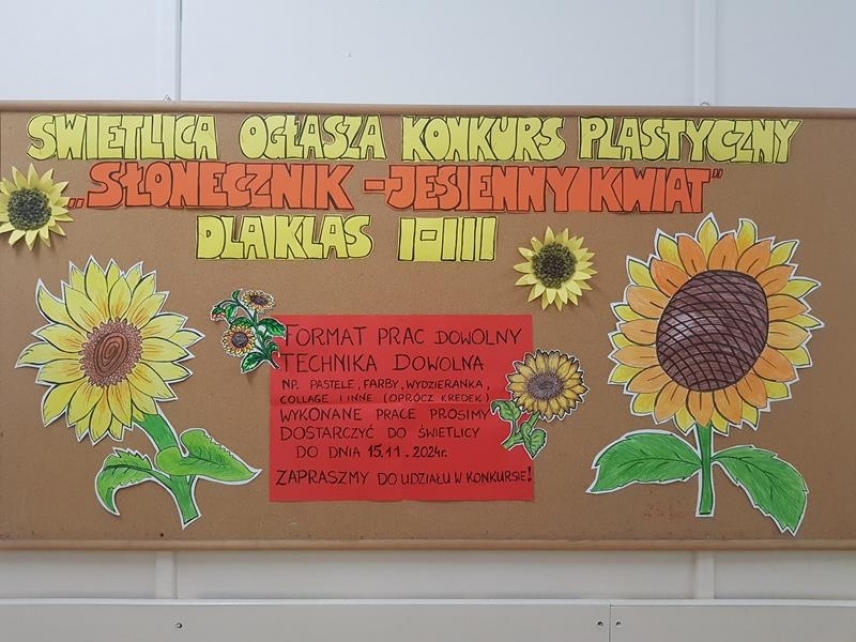 SWIETLICA OGŁASZA KONKURS PLASTYCZNY
„SŁONECZNIK - JESIENNY KWIAT"
DLA KLAS I-III
FORMAT PRAC DOWOLNY
TECHNIKA DOWOLNA
NP. PASTELE, FARBY, WYDZIERANKA,
COLLAGE I INNE (OPRÓCZ KREDEK)
WYKONANE PRACE PROSIMY
DOSTARCZYĆ DO ŚWIETLICY
DO DNIA 15.11.2024r.
ZAPRASZMY DO UDZIAŁU W KONKURSIE!